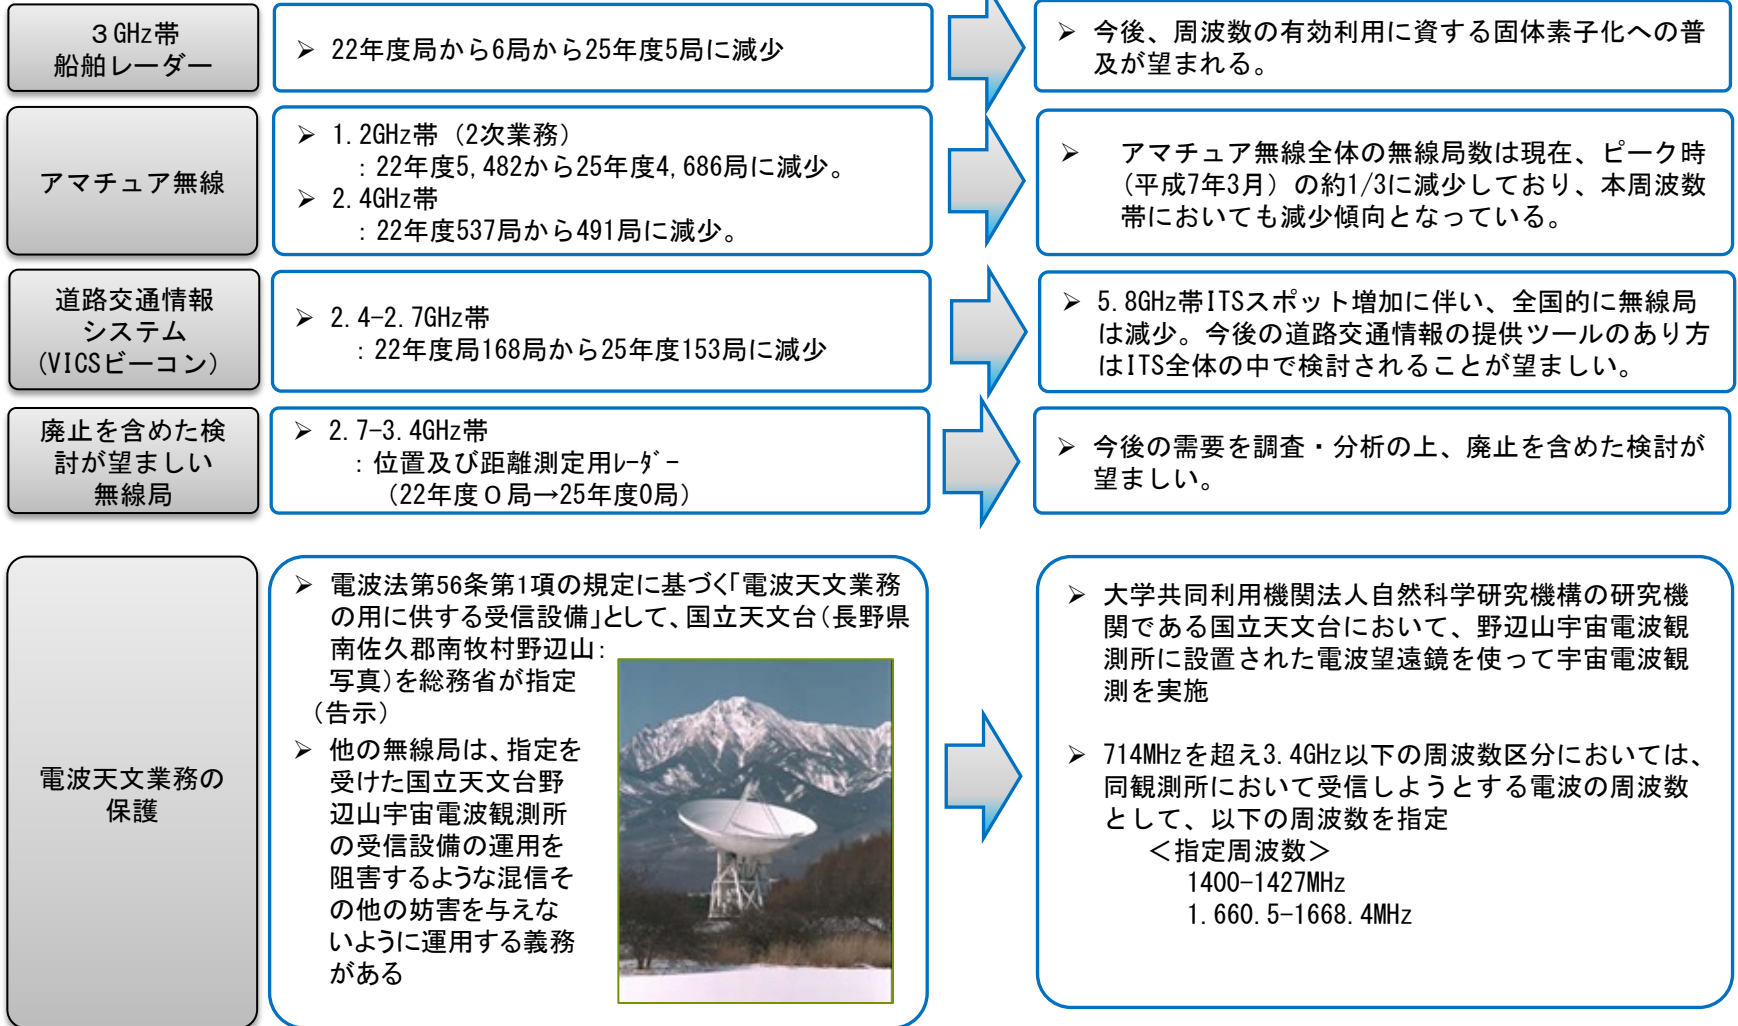 ３GHz帯
船舶レーダー
➢ 22年度局から6局から25年度5局に減少
➢ 今後、周波数の有効利用に資する固体素子化への普
及が望まれる。
アマチュア無線
➢ 1.2GHz帯（2次業務）
：22年度5,482から25年度4,686局に減少。
➢ 2.4GHz帯
：22年度537局から491局に減少。
➢ アマチュア無線全体の無線局数は現在、ピーク時
（平成7年3月）の約1/3に減少しており、本周波数
帯においても減少傾向となっている。
道路交通情報
システム
（VICSビーコン）
➢ 2.4-2.7GHz帯
：22年度局168局から25年度153局に減少
➢ 5.8GHz帯ITSスポット増加に伴い、全国的に無線局
は減少。今後の道路交通情報の提供ツールのあり方
はITS全体の中で検討されることが望ましい。
廃止を含めた検
討が望ましい
無線局
➢ 2.7-3.4GHz帯
：位置及び距離測定用ﾚｰﾀﾞｰ
（22年度０局→25年度0局）
➢ 今後の需要を調査・分析の上、廃止を含めた検討が
望ましい。
電波天文業務の
保護
➢ 電波法第56条第1項の規定に基づく「電波天文業務
の用に供する受信設備」として、国立天文台（長野県
南佐久郡南牧村野辺山：
写真）を総務省が指定
（告示）
➢ 他の無線局は、指定を
受けた国立天文台野
辺山宇宙電波観測所
の受信設備の運用を
阻害するような混信そ
の他の妨害を与えな
いように運用する義務
がある
➢ 大学共同利用機関法人自然科学研究機構の研究機
関である国立天文台において、野辺山宇宙電波観
測所に設置された電波望遠鏡を使って宇宙電波観
測を実施
➢ 714MHzを超え3.4GHz以下の周波数区分においては、
同観測所において受信しようとする電波の周波数
として、以下の周波数を指定
＜指定周波数＞
1400-1427MHz
1.660.5-1668.4MHz